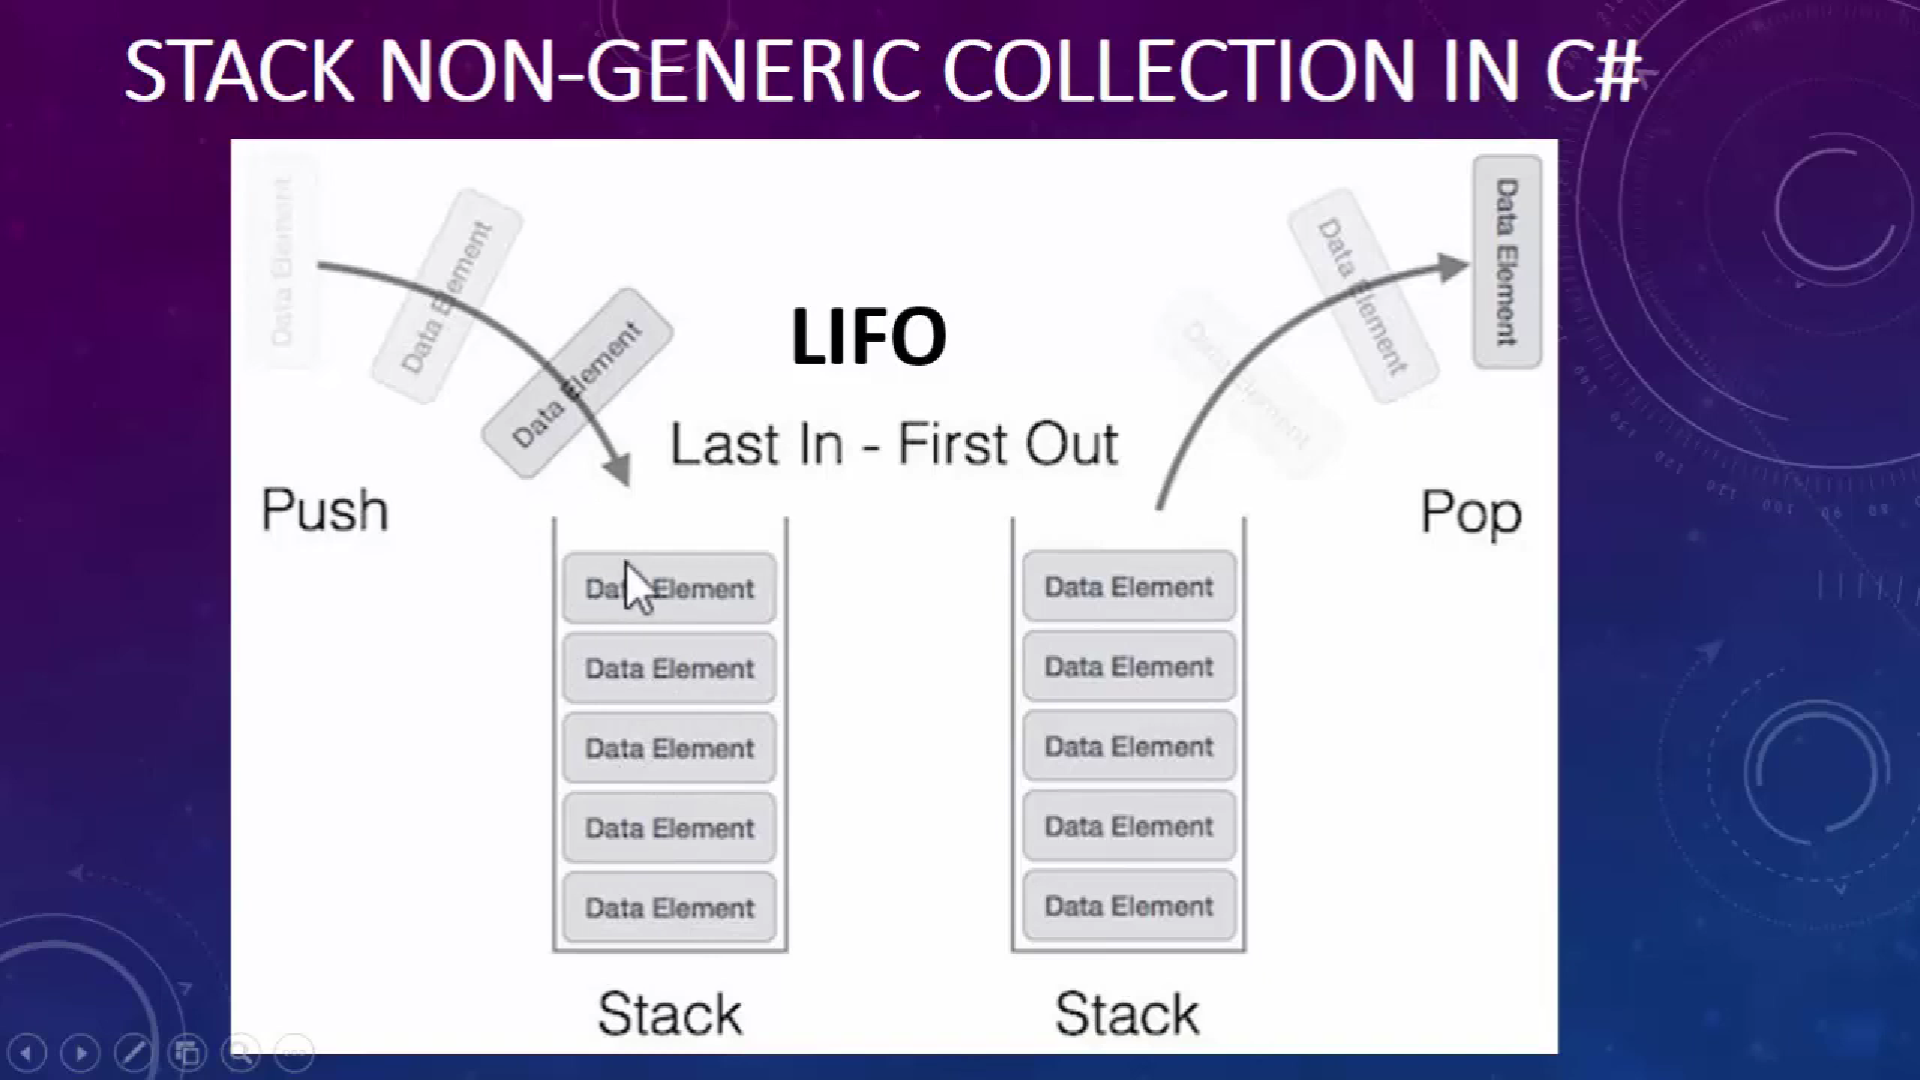 STACK NON-GENERIC COLLECTION IN C#
Data Element
Data Element
Data Element
LIFO
Last In - First Out
Data Element
Data Element
Data Element
Push
Pop
Data Element
Data Element
Data Element
Data Element
Data Element
Data Element
Data Element
Data Element
Data Element
Data Element
Stack
Stack